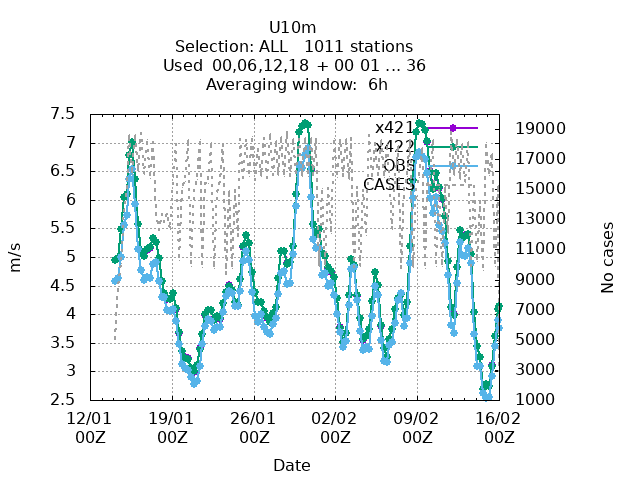 U10m
Selection: ALL   1011 stations
Used  00,06,12,18  + 00 01 ... 36
Averaging window:  6h
7.5
7
6.5
6
5.5
5
4.5
4
3.5
3
2.5
m/s
19000
17000
15000
13000
11000
9000
7000
5000
3000
1000
No cases
x421
x422
OBS
CASES
12/01 19/01 26/01 02/02 09/02 16/02
00Z 00Z 00Z 00Z 00Z 00Z
Date